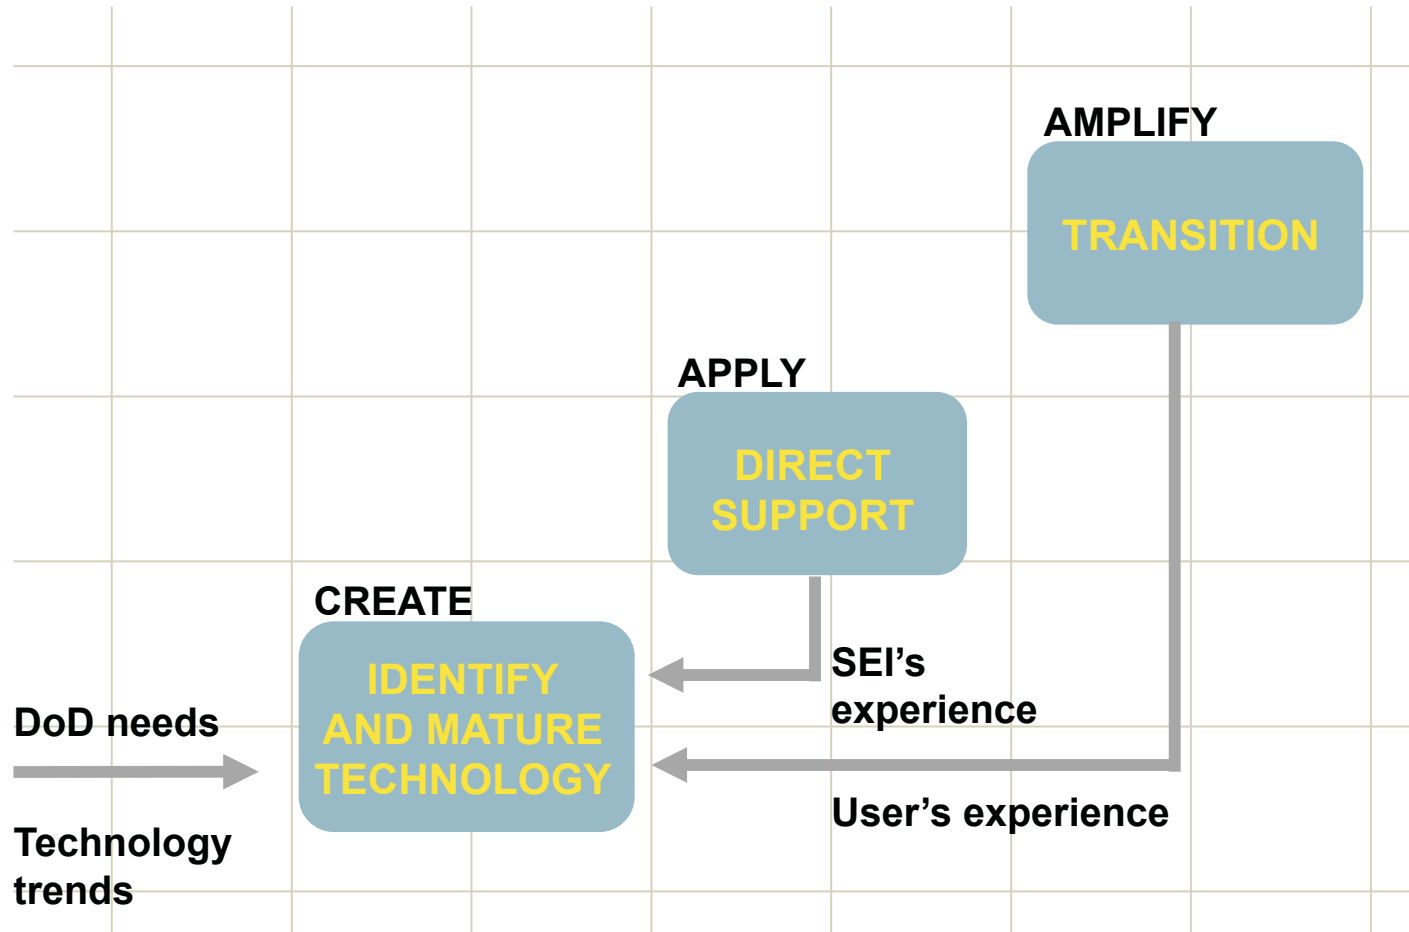 AMPLIFY
TRANSITION
APPLY
DIRECT
SUPPORT
CREATE
IDENTIFY
AND MATURE
TECHNOLOGY
SEI’s
experience
DoD needs
User’s experience
Technology
trends